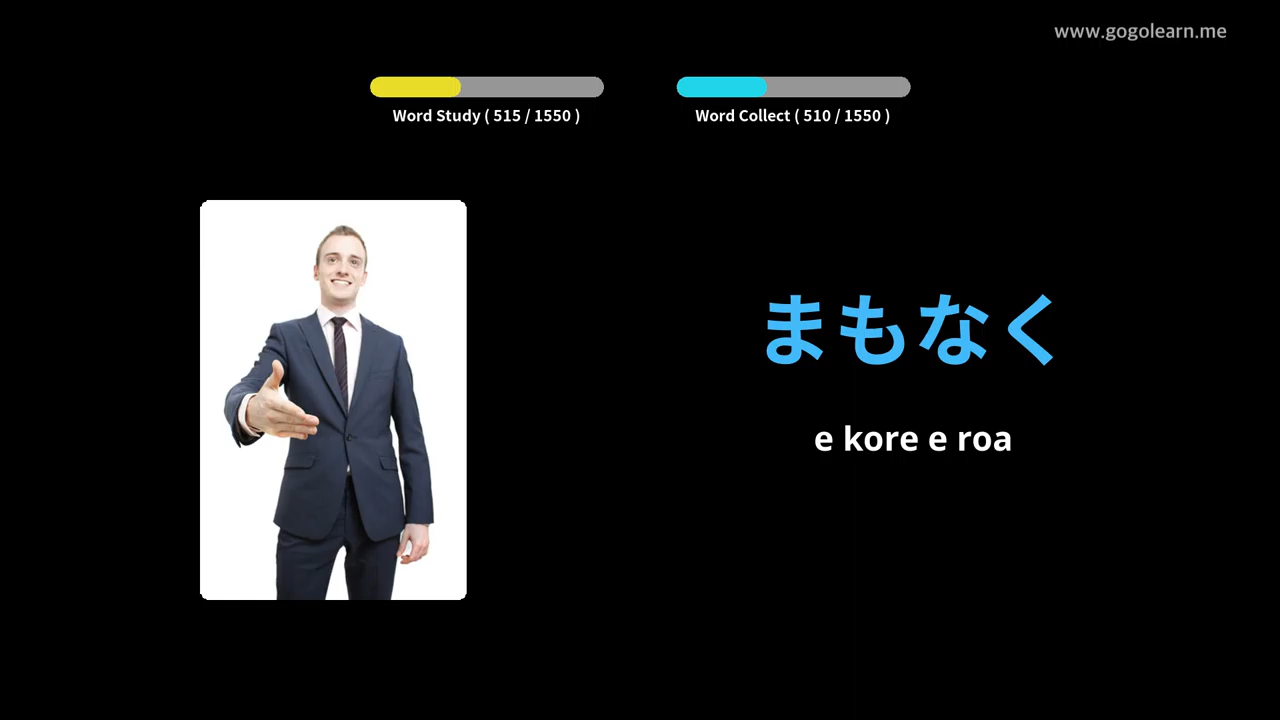 www.gogolearn.me
Word Study ( 515 / 1550 )
Word Collect ( 510 / 1550 )
まもなく
e kore e roa